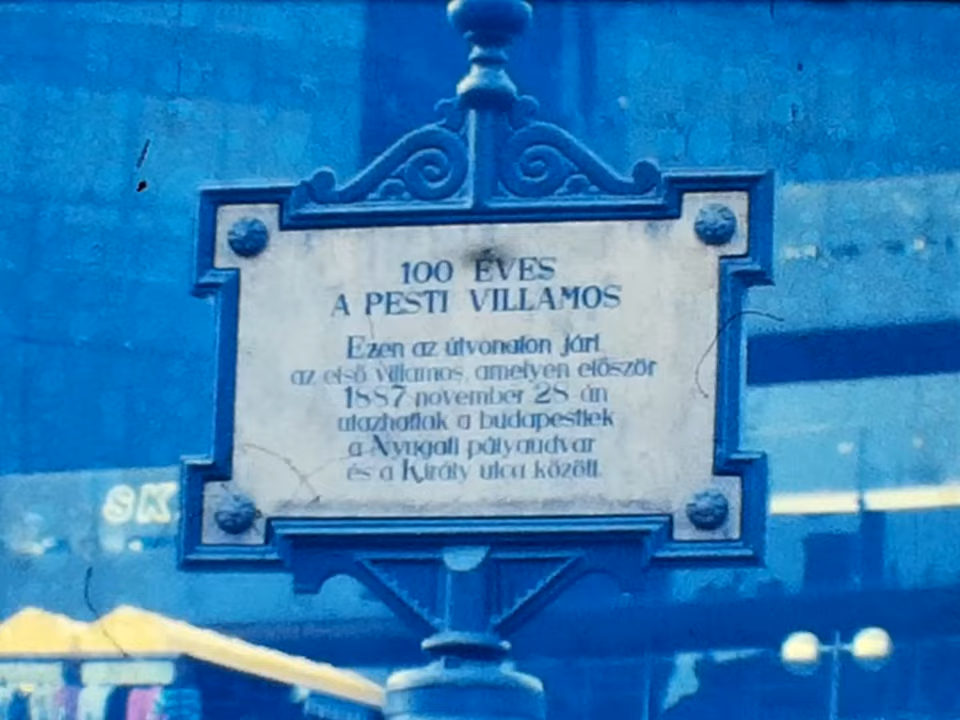 100 ÉVES
A PESTI VILLAMOS
Ezen az útvonalon járt
az első villamos, amelyen először
1887 november 28 án
utazhattak a budapestiek
a Nyugati pályaudvar
és a Király utca között.
SK